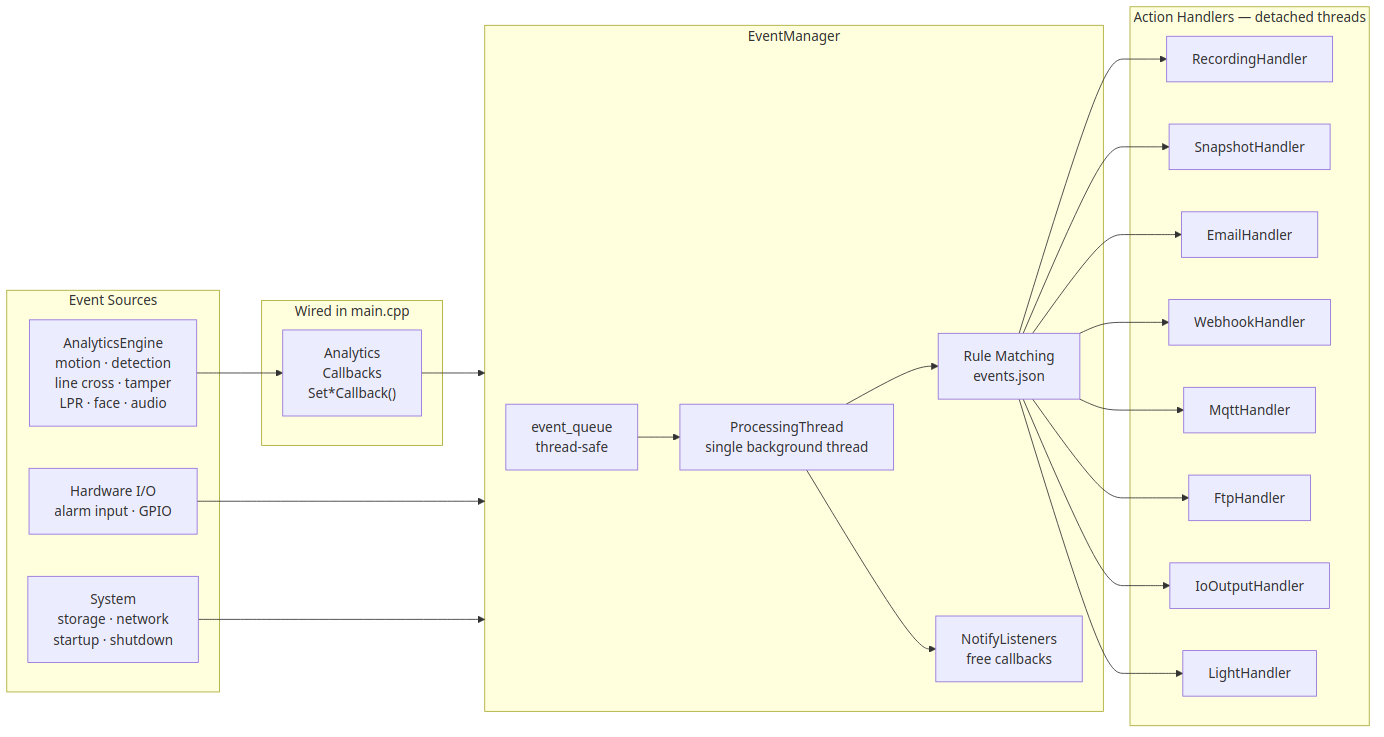 Event Sources
AnalyticsEngine
motion · detection
line cross · tamper
LPR · face · audio
Hardware I/O
alarm input · GPIO
System
storage · network
startup · shutdown
Wired in main.cpp
Analytics
Callbacks
Set*Callback()
EventManager
event_queue
thread-safe
ProcessingThread
single background thread
Rule Matching
events.json
NotifyListeners
free callbacks
Action Handlers — detached threads
RecordingHandler
SnapshotHandler
EmailHandler
WebhookHandler
MqttHandler
FtpHandler
IoOutputHandler
LightHandler